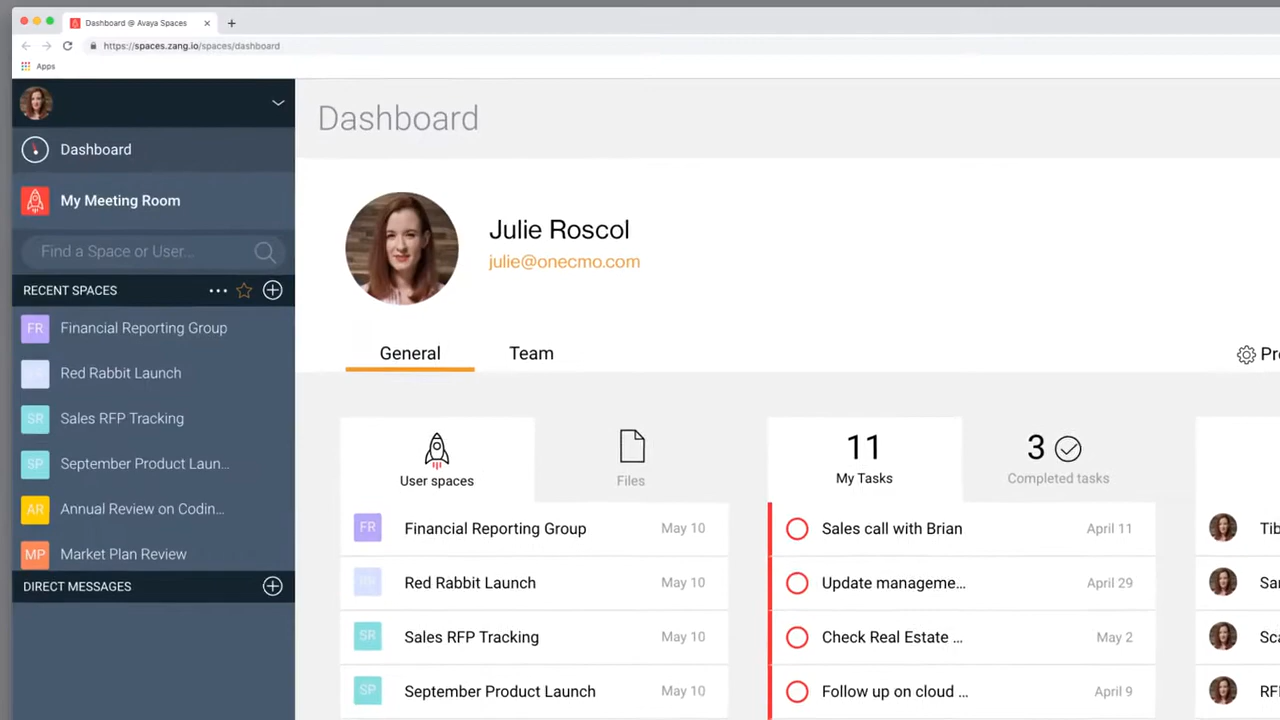 Dashboard @ Avaya Spaces
https://spaces.zang.io/spaces/dashboard
Apps
Dashboard
My Meeting Room
Find a Space or User...
RECENT SPACES
FR Financial Reporting Group
Red Rabbit Launch
SR Sales RFP Tracking
SP September Product Laun...
AR Annual Review on Codin...
MP Market Plan Review
DIRECT MESSAGES
Dashboard
Julie Roscol
julie@onecmo.com
General Team
User spaces
Files
FR Financial Reporting Group May 10
Red Rabbit Launch May 10
SR Sales RFP Tracking May 10
SP September Product Launch May 10
11
My Tasks
3
Completed tasks
Sales call with Brian April 11
Update manageme... April 29
Check Real Estate ... May 2
Follow up on cloud ... April 9